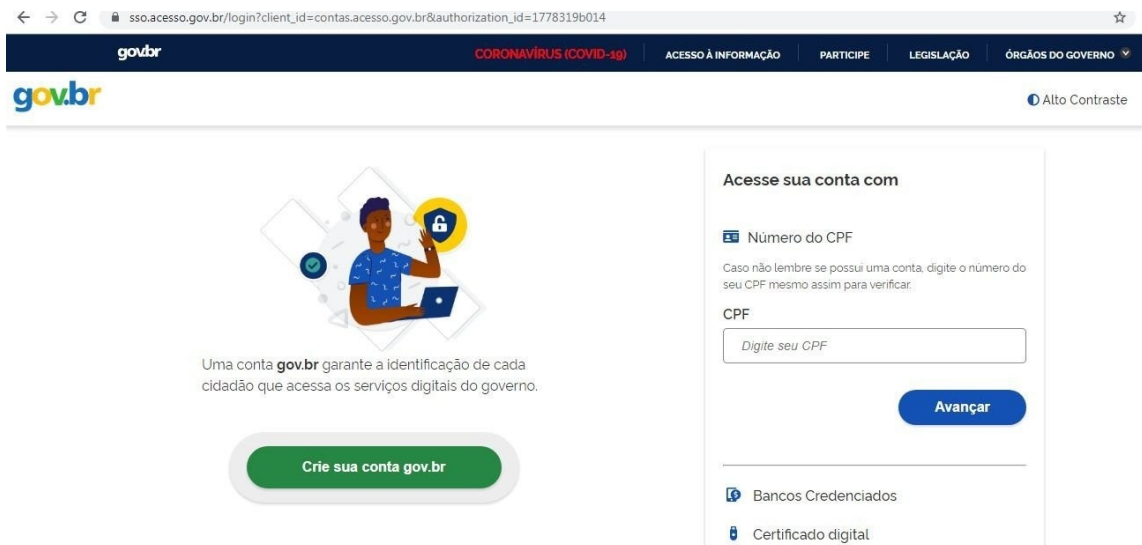 sso.acesso.gov.br/login?client_id=contas.acesso.gov.br&authorization_id=1778319b014
gov.br CORONAVÍRUS (COVID-19) ACESSO À INFORMAÇÃO PARTICIPE LEGISLAÇÃO ÓRGÃOS DO GOVERNO
gov.br Alto Contraste
Uma conta gov.br garante a identificação de cada
cidadão que acessa os serviços digitais do governo.
Crie sua conta gov.br
Acesse sua conta com
Número do CPF
Caso não lembre se possui uma conta, digite o número do
seu CPF mesmo assim para verificar.
CPF
Digite seu CPF
Avançar
Bancos Credenciados
Certificado digital